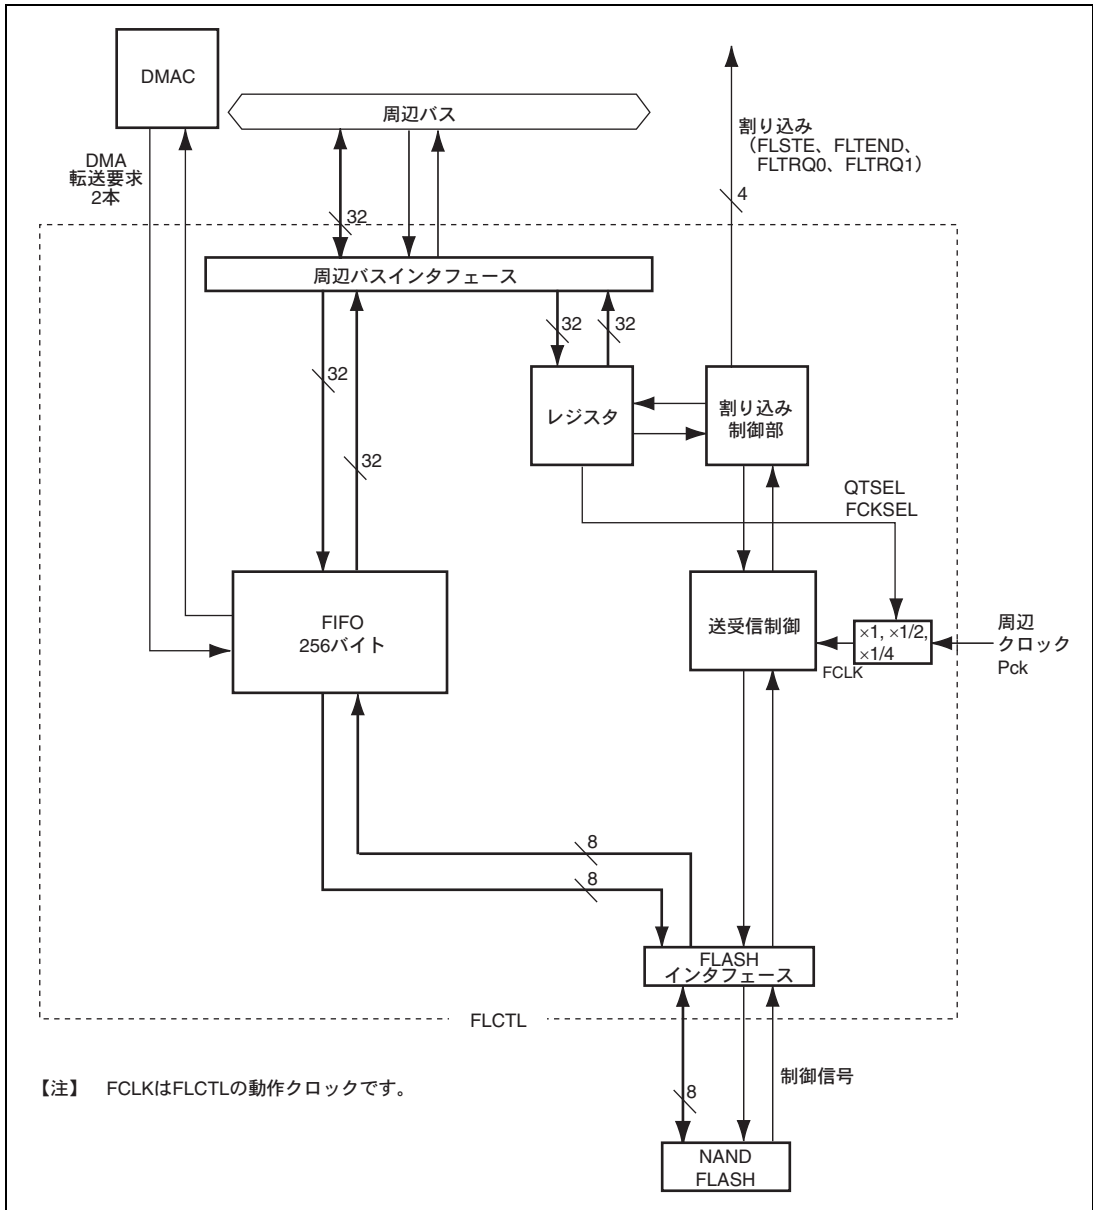 DMAC
周辺バス
割り込み
（FLSTE、FLTEND、
FLTRQ0、FLTRQ1）
DMA
転送要求
2本
4
32
周辺バスインタフェース
32
32
32
32
レジスタ
割り込み
制御部
QTSEL
FCKSEL
FIFO
256バイト
送受信制御
×1, ×1/2,
×1/4
FCLK
周辺
クロック
Pck
8
8
FLASH
インタフェース
FLCTL
【注】 FCLKはFLCTLの動作クロックです。
制御信号
8
NAND
FLASH